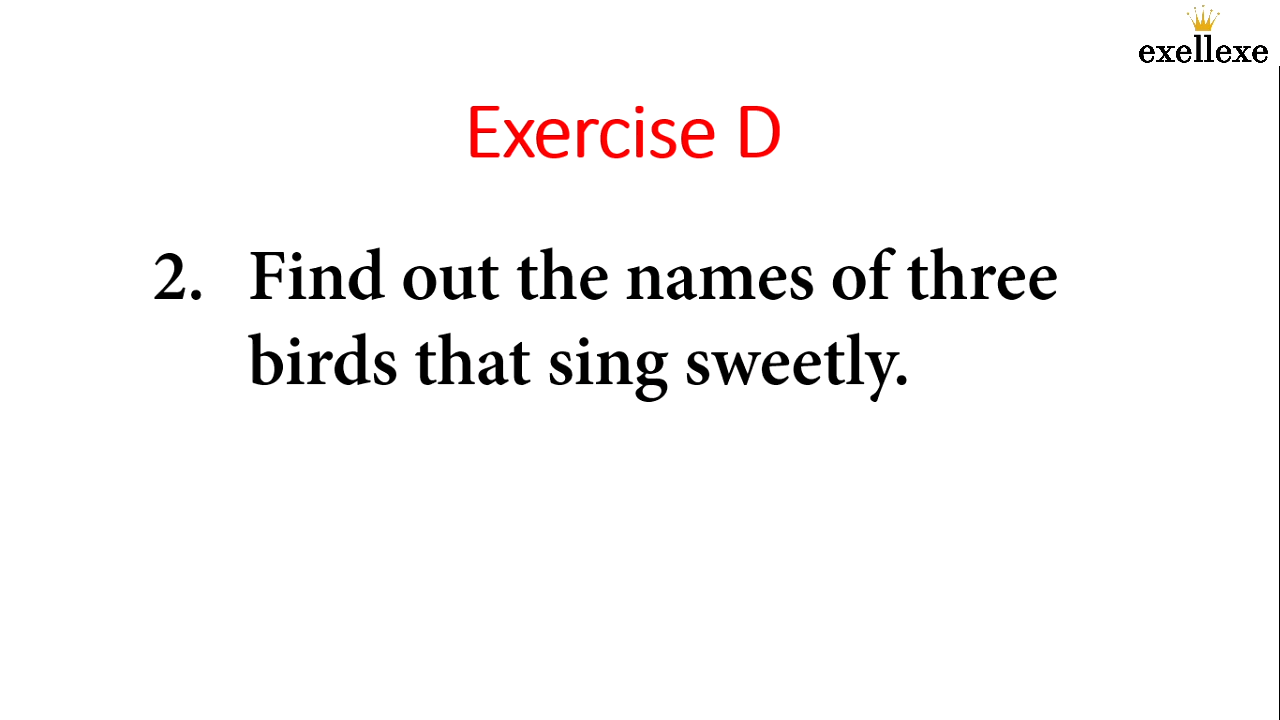 exellexe
Exercise D
2. Find out the names of three
birds that sing sweetly.